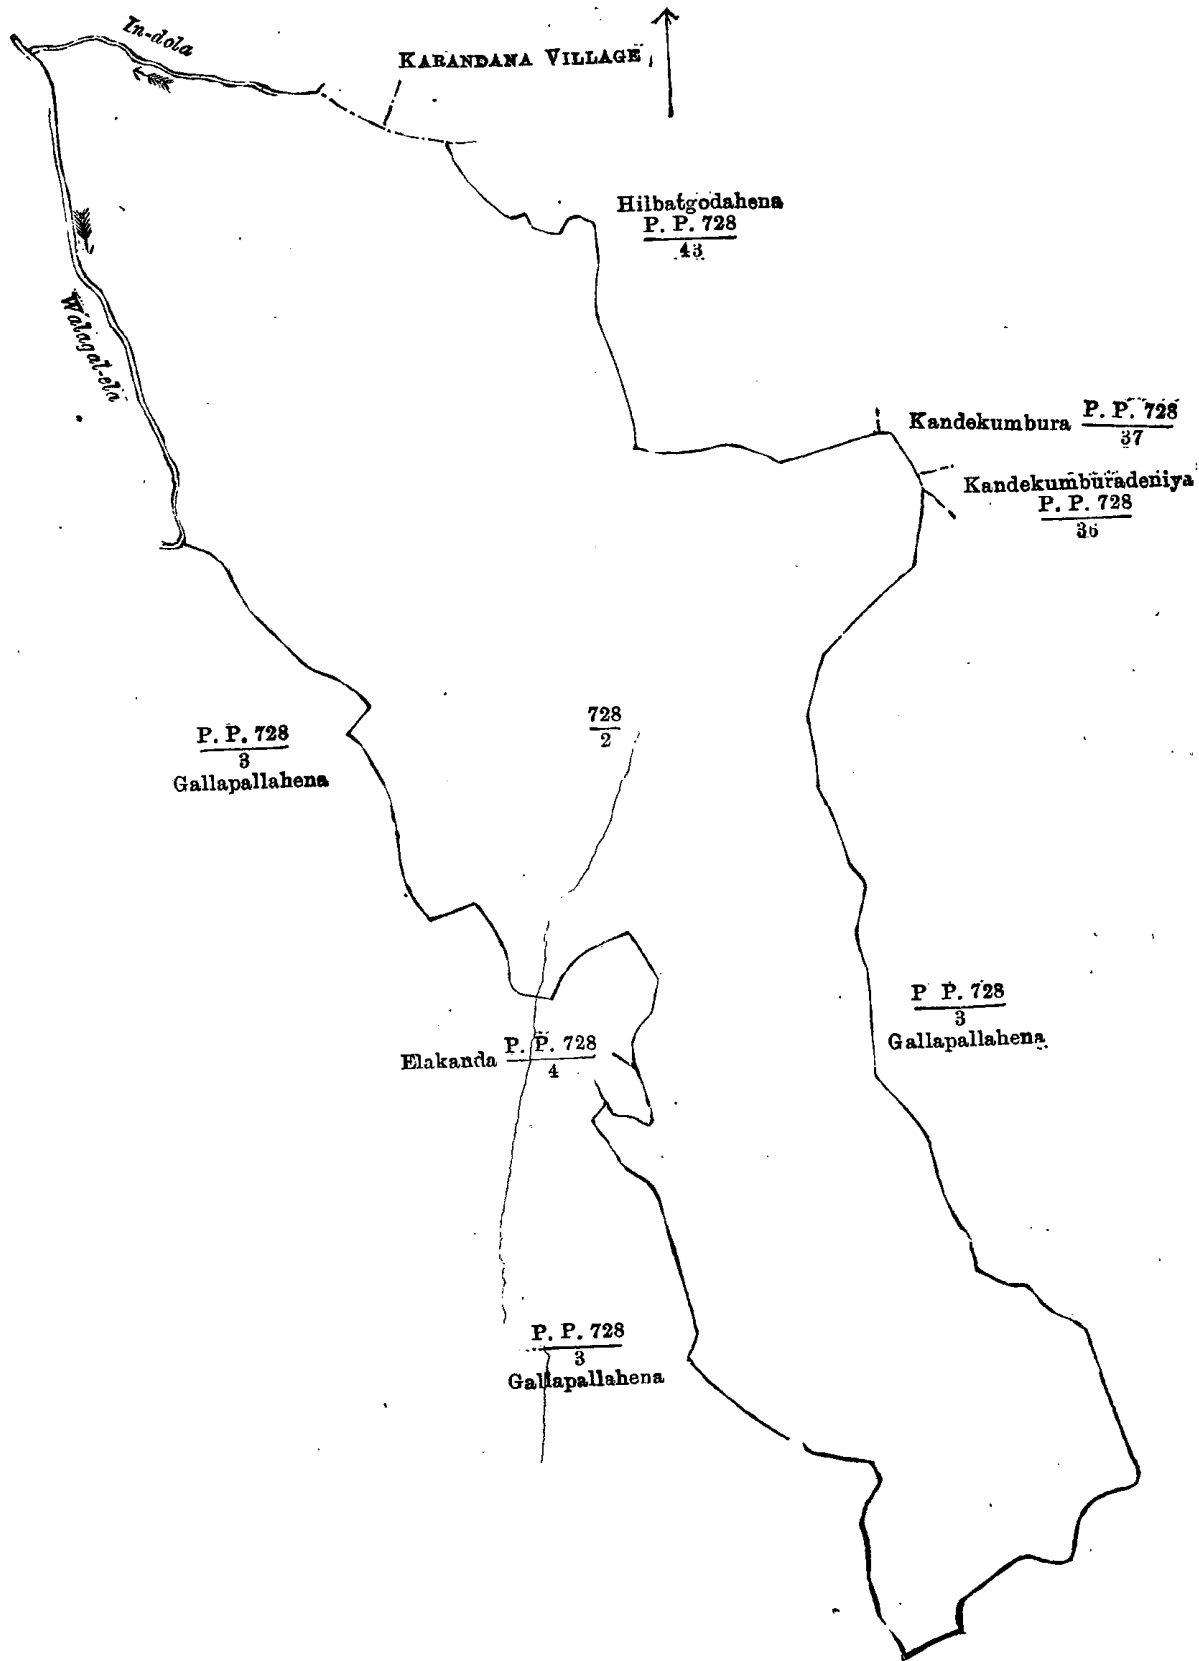 In-dola
KARANDANA VILLAGE
Hilbatgodahena
P. P. 728
43
Walagal-ela
Kandekumbura P. P. 728
37
Kandekumburadeniya
P. P. 728
36
728
2
P. P. 728
3
Gallapallahena
P P. 728
3
Gallapallahena
Elakanda P. P. 728
4
P. P. 728
3
Gallapallahena